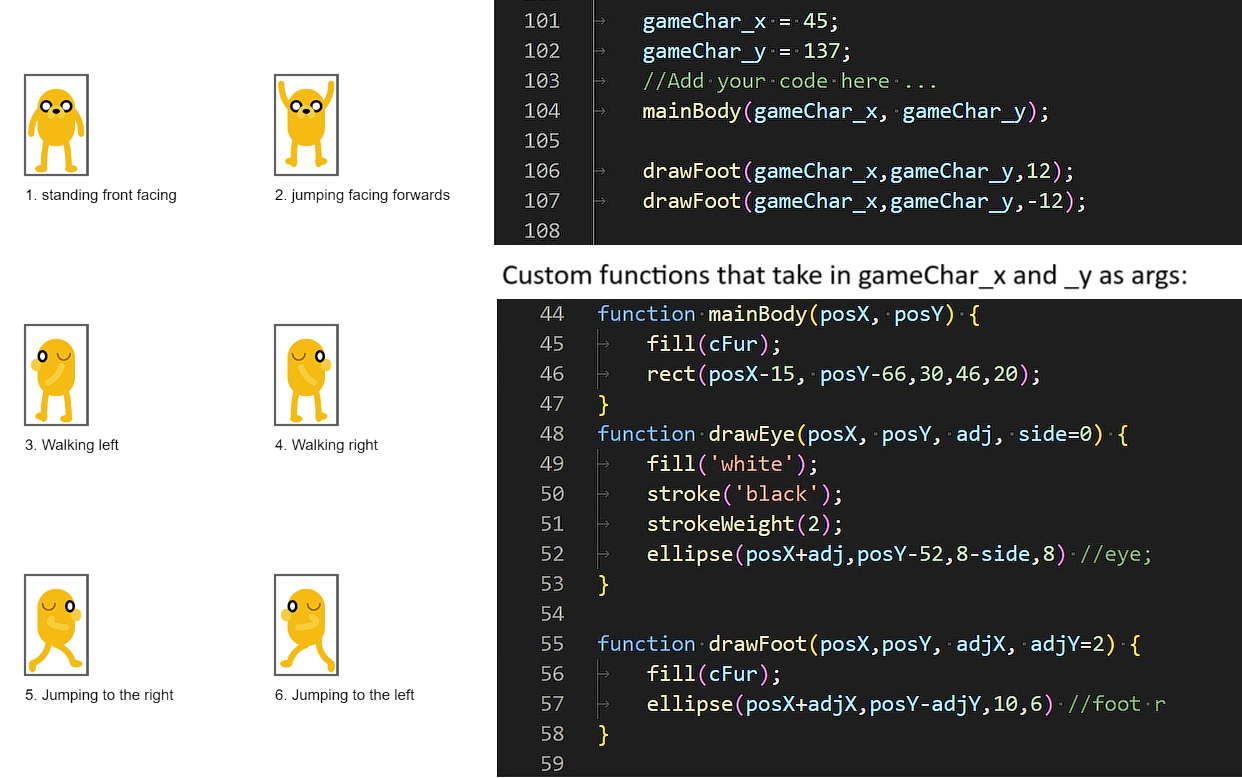 1. standing front facing
2. jumping facing forwards
3. Walking left
4. Walking right
5. Jumping to the right
6. Jumping to the left
101 gameChar_x = 45;
102 gameChar_y = 137;
103 //Add your code here ...
104 mainBody(gameChar_x, gameChar_y);
105
106 drawFoot(gameChar_x,gameChar_y,12);
107 drawFoot(gameChar_x,gameChar_y,-12);
108
Custom functions that take in gameChar_x and _y as args:
44 function mainBody(posX, posY) {
45 fill(cFur);
46 rect(posX-15, posY-66,30,46,20);
47 }
48 function drawEye(posX, posY, adj, side=0) {
49 fill('white');
50 stroke('black');
51 strokeWeight(2);
52 ellipse(posX+adj,posY-52,8-side,8) //eye;
53 }
54
55 function drawFoot(posX,posY, adjX, adjY=2) {
56 fill(cFur);
57 ellipse(posX+adjX,posY-adjY,10,6) //foot r
58 }
59